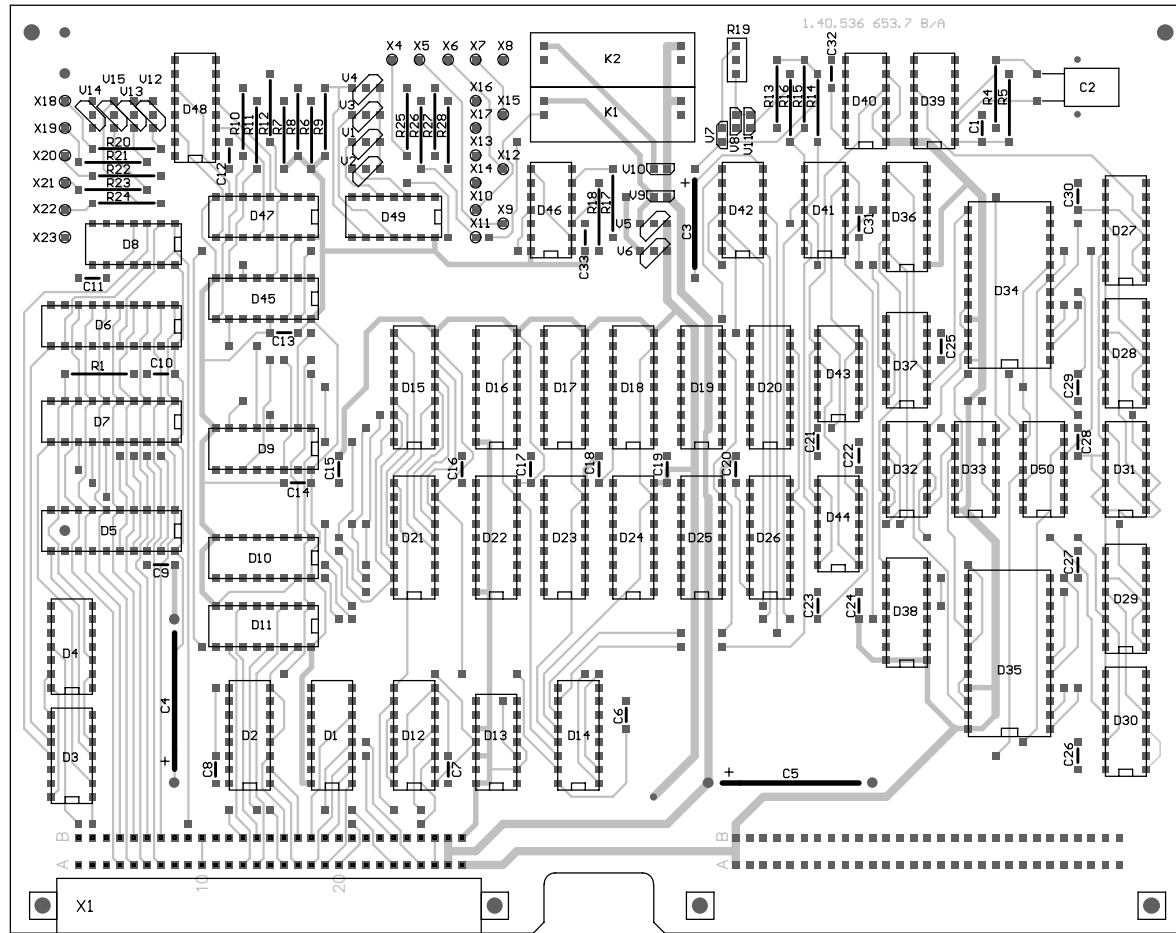 1.40.536 653.7 B/A
R19
C32
X4 X5 X6 X7 X8
K2
V4
V15 V12
V14 V13
X18
D48
V3
X16
X15
K1
R13 R16 R15 R14
D40
D39
R4 R5
C2
X19
R10 R11 R12 R7 R8 R6 R9
V1
R25 R26 R27 R28
X17
V7
V8
V11
C1
R20
X20
R21
C12
V2
X13
X12
R22
X14
V10
X21
R23
R24
X22
D47
D49
X10
X9
D46
R18 R17
V9
C3
+
D42
D41
C31
D36
C30
D27
X23
D8
X11
C33
V5
V6
C11
D45
D34
D6
C13
R1
C10
D15
D16
D17
D18
D19
D20
D43
D37
C25
D28
C29
D7
D9
C15
C16
C17
C18
C19
C20
C21
C22
D32
D33
D50
C28
D31
C14
D5
D10
D21
D22
D23
D24
D25
D26
D44
C9
C27
D11
C23
C24
D38
D29
D4
C4
D35
D3
C8
D2
D1
D12
C7
D13
D14
C6
D30
+
+
C5
C26
B
B
A
A
10
20
X1